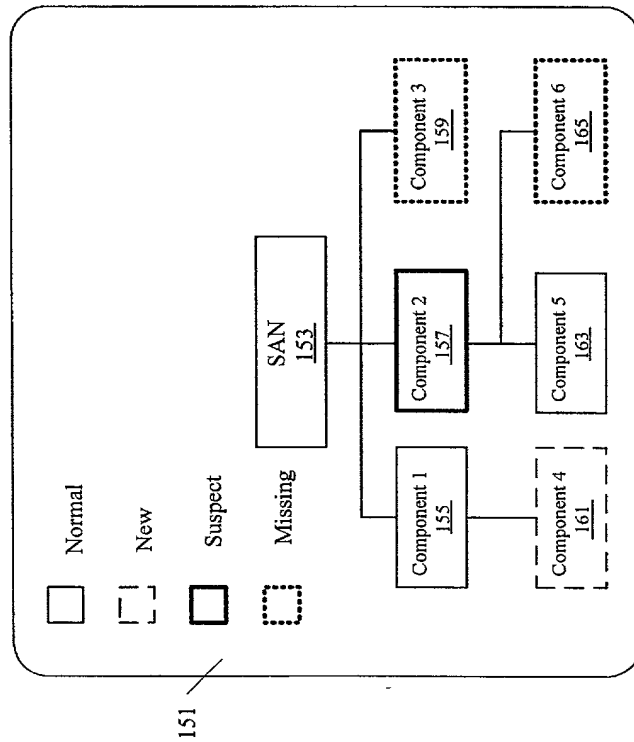 Normal
New
Suspect
Missing
SAN
153
Component 1
155
Component 2
157
Component 3
159
Component 4
161
Component 5
163
Component 6
165
151